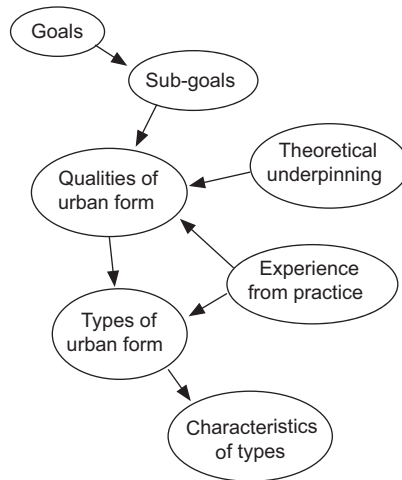 Goals
Sub-goals
Theoretical
underpinning
Qualities of
urban form
Experience
from practice
Types of
urban form
Characteristics
of types